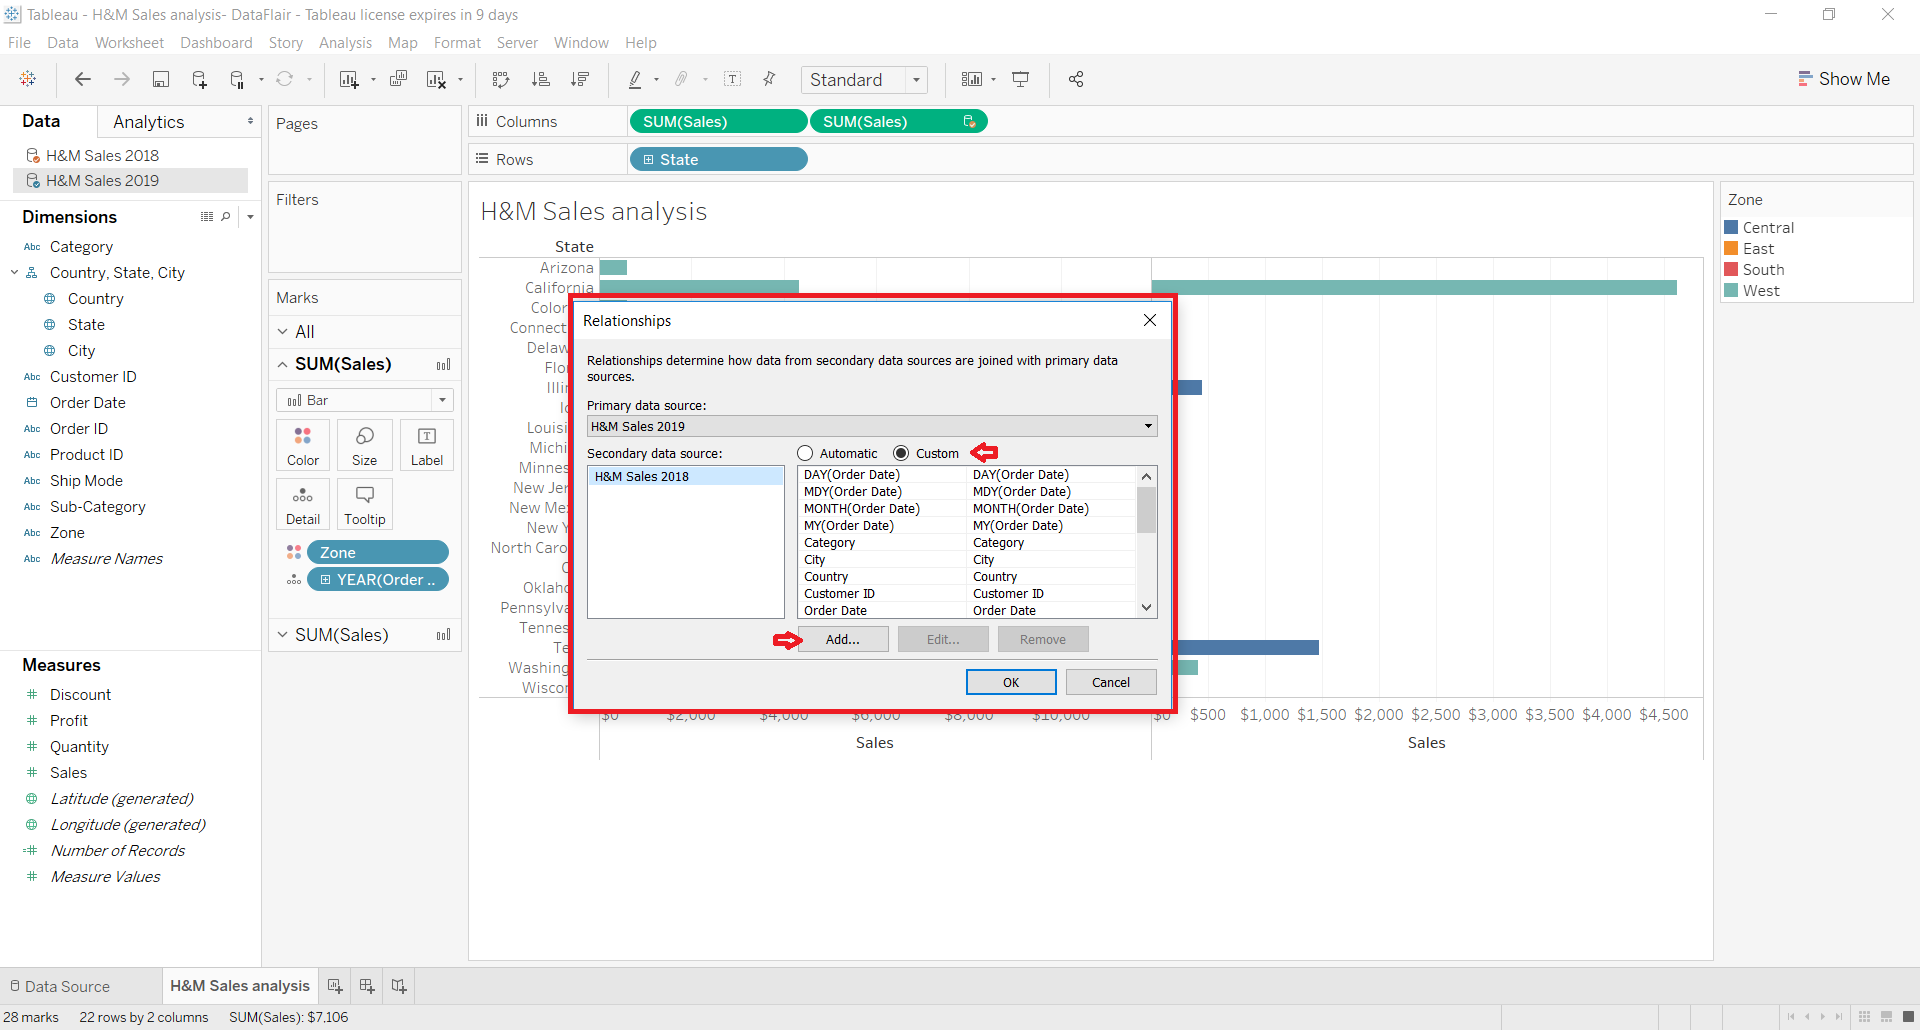 Tableau - H&M Sales analysis- DataFlair - Tableau license expires in 9 days
File Data Worksheet Dashboard Story Analysis Map Format Server Window Help
Standard
Show Me
Data
Analytics
H&M Sales 2018
H&M Sales 2019
Dimensions
Abc Category
Country, State, City
Country
State
City
Abc Customer ID
Order Date
Abc Order ID
Abc Product ID
Abc Ship Mode
Abc Sub-Category
Abc Zone
Abc Measure Names
Measures
Discount
Profit
Quantity
Sales
Latitude (generated)
Longitude (generated)
Number of Records
Measure Values
Pages
Filters
Marks
All
SUM(Sales)
Bar
Color Size Label
Detail Tooltip
Zone
YEAR(Order ..
SUM(Sales)
Columns SUM(Sales) SUM(Sales)
Rows State
H&M Sales analysis
State
Arizona
California
Color
Connect
Delaw
Flor
Illin
Louisi
Michi
Minnes
New Jer
New Mex
New Y
North Caro
Oklaho
Pennsylva
Tennes
Te
Washing
Wiscon
$0 $2,000 $4,000 $6,000 $8,000 $10,000
Sales
$0 $500 $1,000 $1,500 $2,000 $2,500 $3,000 $3,500 $4,000 $4,500
Sales
Relationships
Relationships determine how data from secondary data sources are joined with primary data
sources.
Primary data source:
H&M Sales 2019
Secondary data source:
Automatic Custom
H&M Sales 2018
DAY(Order Date) DAY(Order Date)
MDY(Order Date) MDY(Order Date)
MONTH(Order Date) MONTH(Order Date)
MY(Order Date) MY(Order Date)
Category Category
City City
Country Country
Customer ID Customer ID
Order Date Order Date
Add... Edit... Remove
OK Cancel
Zone
Central
East
South
West
Data Source
H&M Sales analysis
28 marks 22 rows by 2 columns SUM(Sales): $7,106